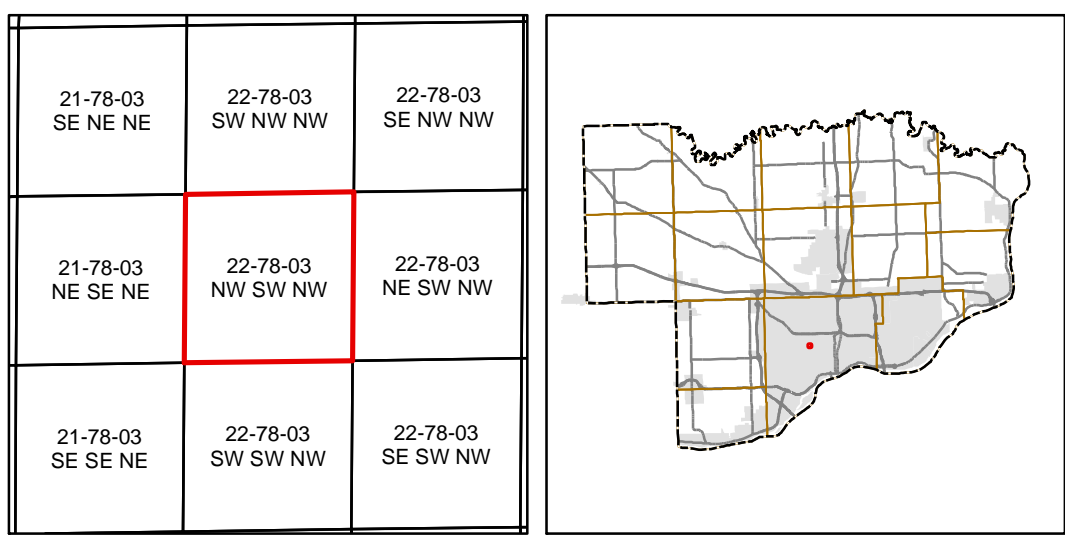 21-78-03
SE NE NE
22-78-03
SW NW NW
22-78-03
SE NW NW
21-78-03
NE SE NE
22-78-03
NW SW NW
22-78-03
NE SW NW
21-78-03
SE SE NE
22-78-03
SW SW NW
22-78-03
SE SW NW